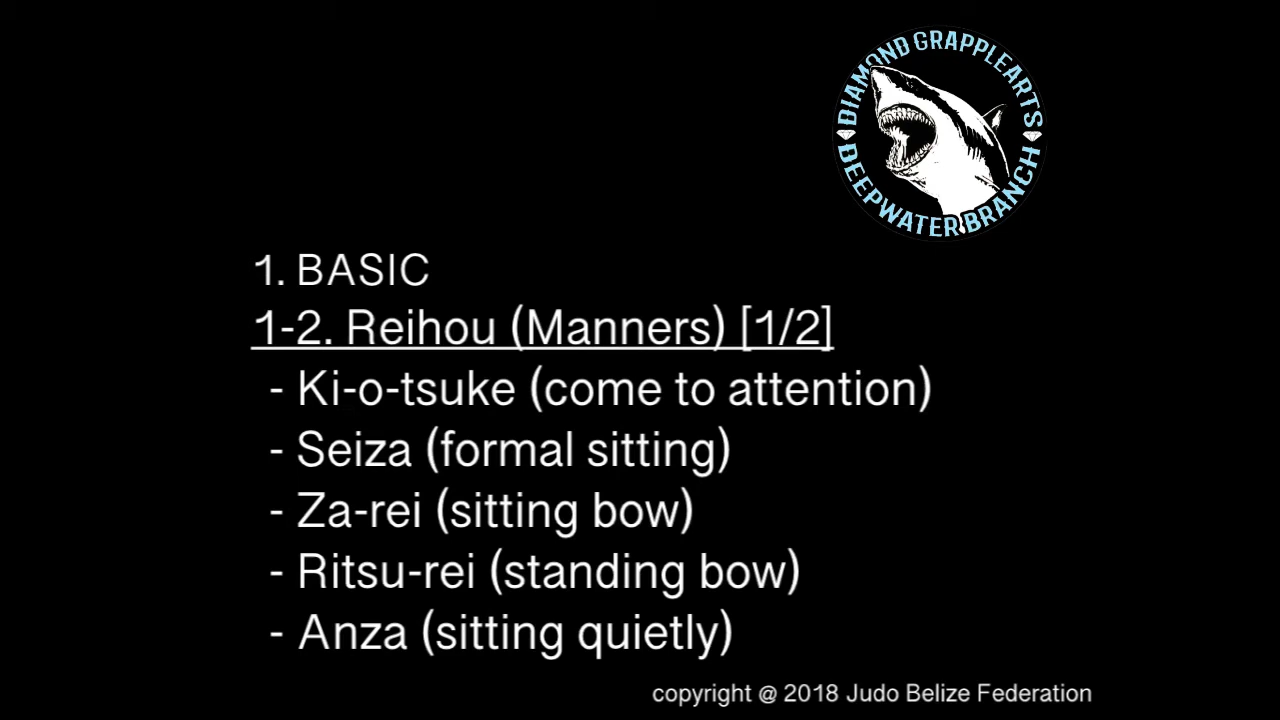 DIAMOND GRAPPLEARTS
DEEPWATER BRANCH
1. BASIC
1-2. Reihou (Manners) [1/2]
- Ki-o-tsuke (come to attention)
- Seiza (formal sitting)
- Za-rei (sitting bow)
- Ritsu-rei (standing bow)
- Anza (sitting quietly)
copyright @ 2018 Judo Belize Federation